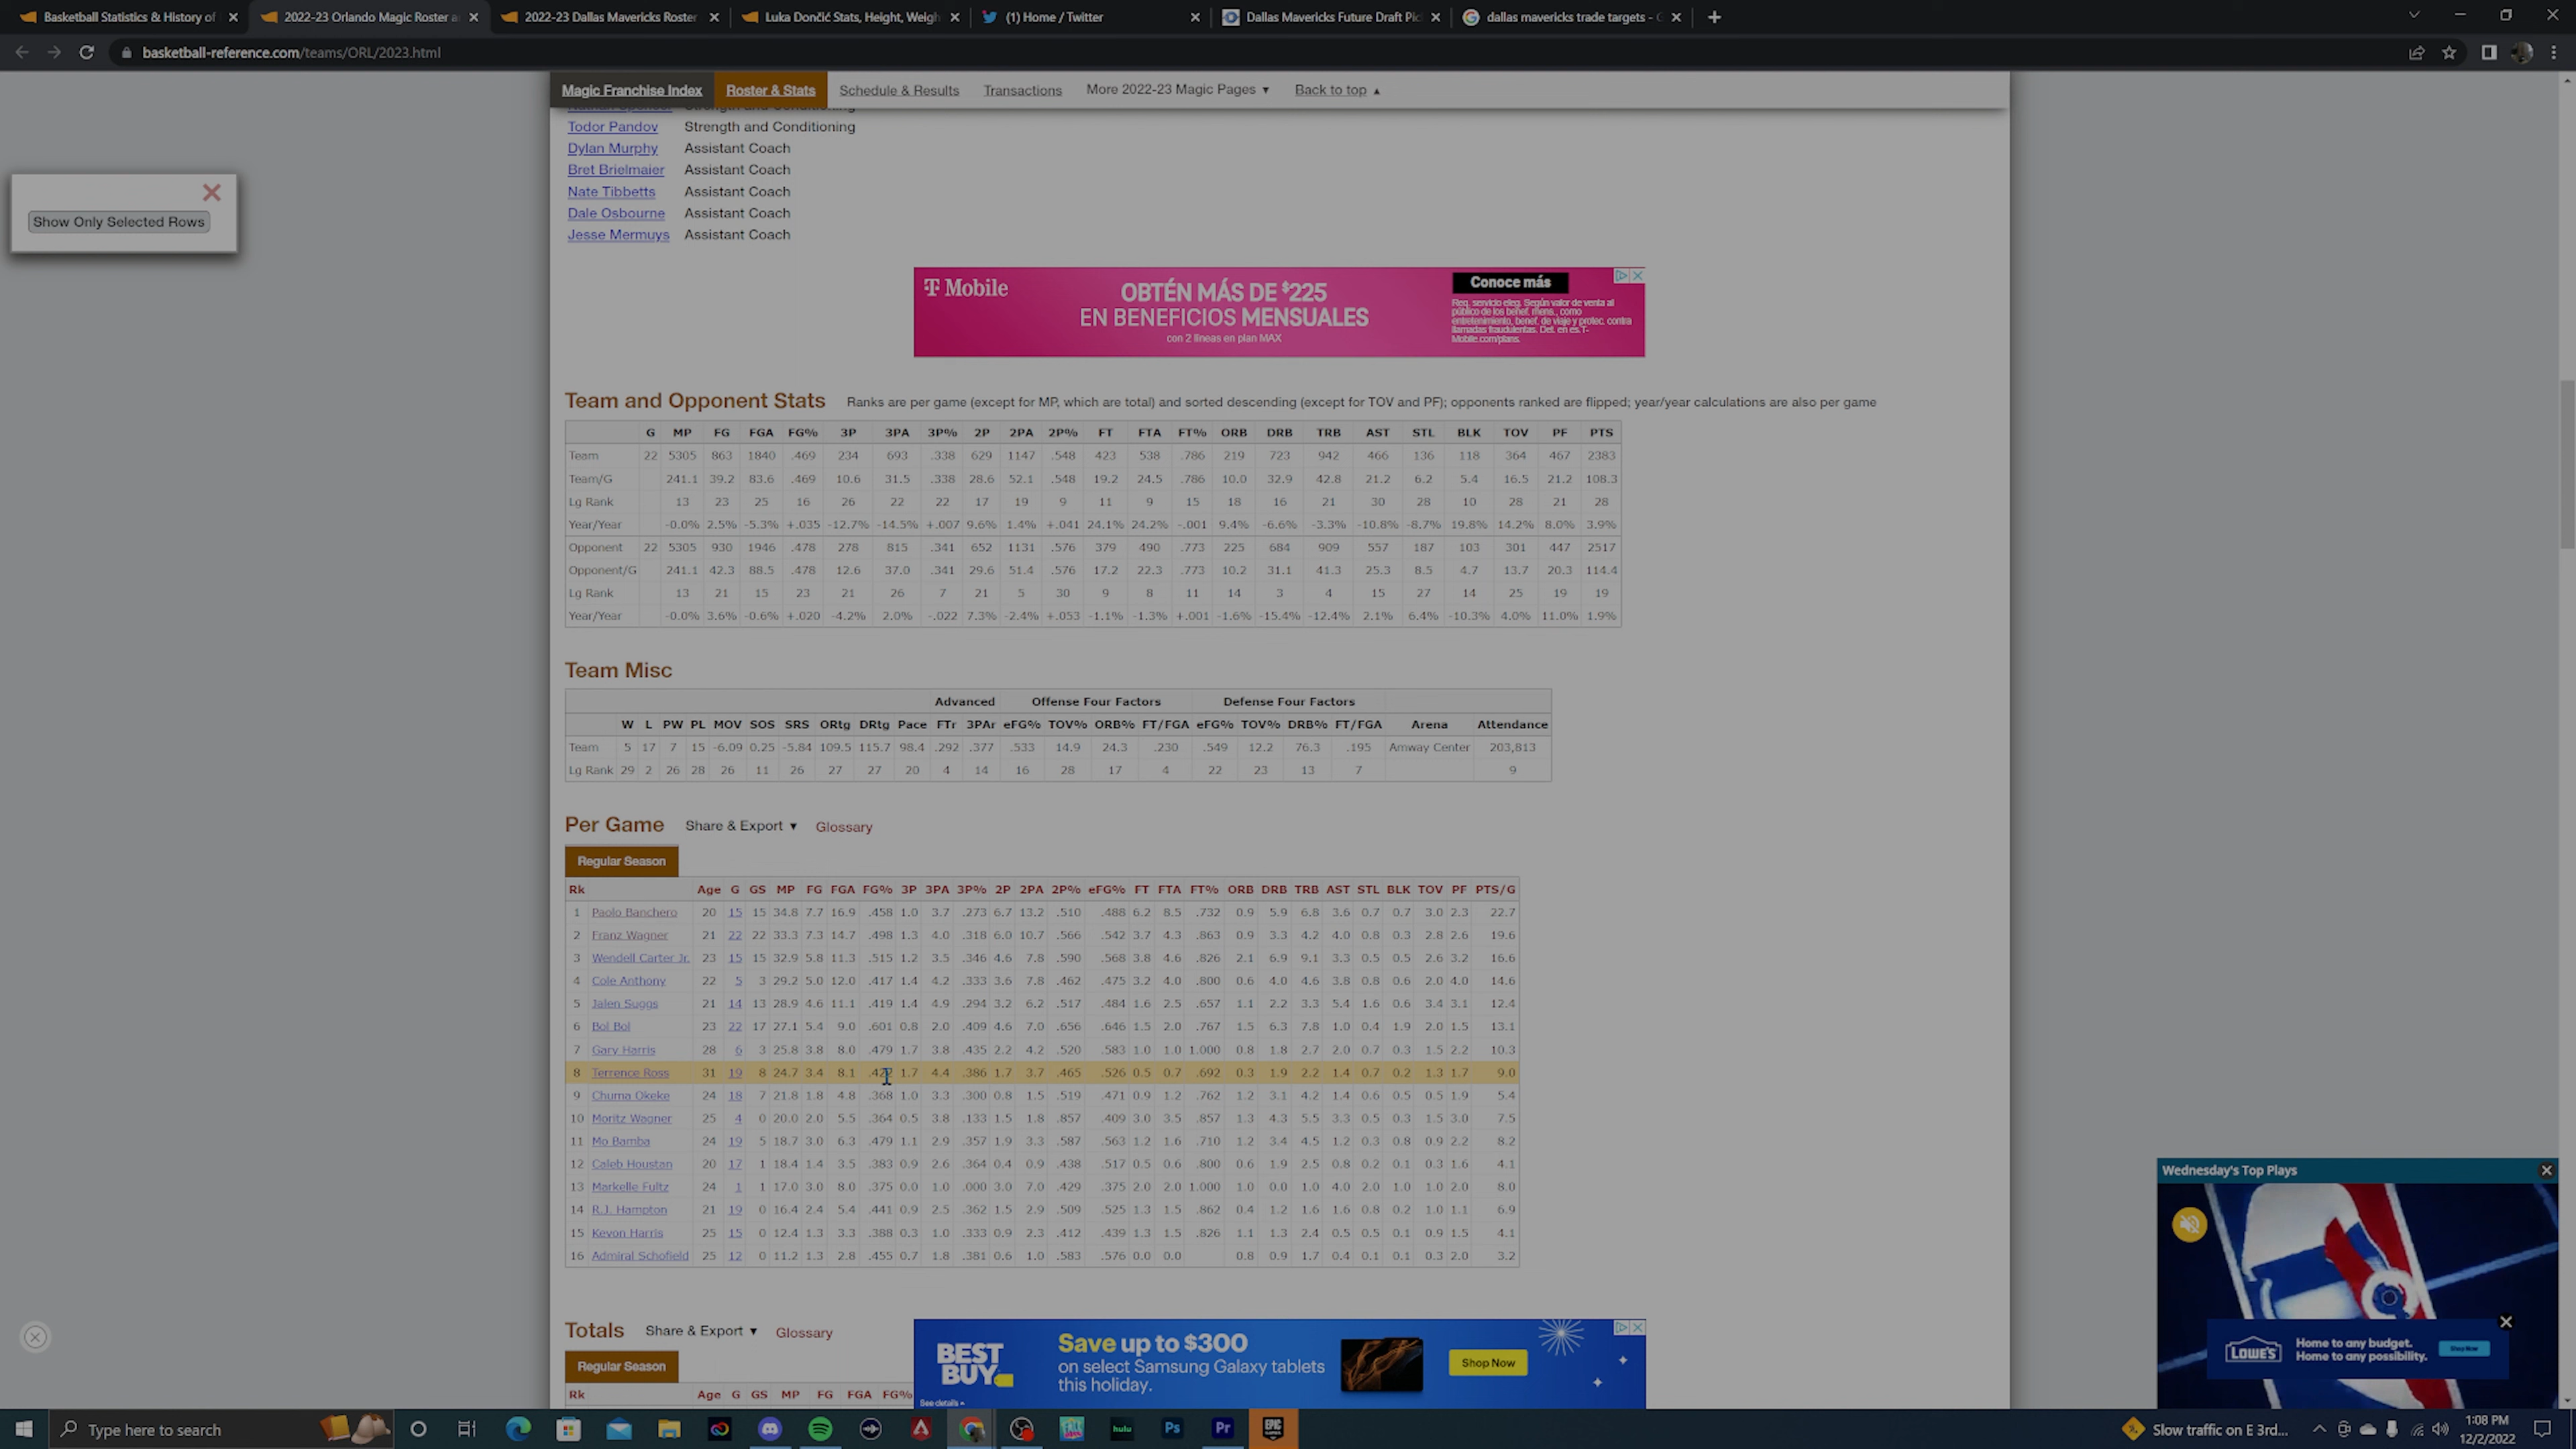 Basketball Statistics & History of
2022-23 Orlando Magic Roster a
2022-23 Dallas Mavericks Roster
Luka Dončić Stats, Height, Weigh
(1) Home / Twitter
Dallas Mavericks Future Draft Pic
dallas mavericks trade targets - G
basketball-reference.com/teams/ORL/2023.html
Magic Franchise Index Roster & Stats Schedule & Results Transactions More 2022-23 Magic Pages ▼ Back to top ▲
Strength and Conditioning
Todor Pandov Strength and Conditioning
Dylan Murphy Assistant Coach
Bret Brielmaier Assistant Coach
Nate Tibbetts Assistant Coach
Dale Osbourne Assistant Coach
Jesse Mermuys Assistant Coach
Show Only Selected Rows
T Mobile
OBTÉN MÁS DE $225
EN BENEFICIOS MENSUALES
con 2 líneas en plan MAX
Conoce más
Team and Opponent Stats Ranks are per game (except for MP, which are total) and sorted descending (except for TOV and PF); opponents ranked are flipped; year/year calculations are also per game
G MP FG FGA FG% 3P 3PA 3P% 2P 2PA 2P% FT FTA FT% ORB DRB TRB AST STL BLK TOV PF PTS
Team 22 5305 863 1840 .469 234 693 .338 629 1147 .548 423 538 .786 219 723 942 466 136 118 364 467 2383
Team/G 241.1 39.2 83.6 .469 10.6 31.5 .338 28.6 52.1 .548 19.2 24.5 .786 10.0 32.9 42.8 21.2 6.2 5.4 16.5 21.2 108.3
Lg Rank 13 23 25 16 26 22 22 17 19 9 11 9 15 18 16 21 30 28 10 28 21 28
Year/Year -0.0% 2.5% -5.3% +.035 -12.7% -14.5% +.007 9.6% 1.4% +.041 24.1% 24.2% -.001 9.4% -6.6% -3.3% -10.8% -8.7% 19.8% 14.2% 8.0% 3.9%
Opponent 22 5305 930 1946 .478 278 815 .341 652 1131 .576 379 490 .773 225 684 909 557 187 103 301 447 2517
Opponent/G 241.1 42.3 88.5 .478 12.6 37.0 .341 29.6 51.4 .576 17.2 22.3 .773 10.2 31.1 41.3 25.3 8.5 4.7 13.7 20.3 114.4
Lg Rank 13 21 15 23 21 26 7 21 5 30 9 8 11 14 3 4 15 27 14 25 19 19
Year/Year -0.0% 3.6% -0.6% +.020 -4.2% 2.0% -.022 7.3% -2.4% +.053 -1.1% -1.3% +.001 -1.6% -15.4% -12.4% 2.1% 6.4% -10.3% 4.0% 11.0% 1.9%
Team Misc
Advanced Offense Four Factors Defense Four Factors
W L PW PL MOV SOS SRS ORtg DRtg Pace FTr 3PAr eFG% TOV% ORB% FT/FGA eFG% TOV% DRB% FT/FGA Arena Attendance
Team 5 17 7 15 -6.09 0.25 -5.84 109.5 115.7 98.4 .292 .377 .533 14.9 24.3 .230 .549 12.2 76.3 .195 Amway Center 203,813
Lg Rank 29 2 26 28 26 11 26 27 27 20 4 14 16 28 17 4 22 23 13 7 9
Per Game Share & Export ▼ Glossary
Regular Season
Rk Age G GS MP FG FGA FG% 3P 3PA 3P% 2P 2PA 2P% eFG% FT FTA FT% ORB DRB TRB AST STL BLK TOV PF PTS/G
1 Paolo Banchero 20 15 15 34.8 7.7 16.9 .458 1.0 3.7 .273 6.7 13.2 .510 .488 6.2 8.5 .732 0.9 5.9 6.8 3.6 0.7 0.7 3.0 2.3 22.7
2 Franz Wagner 21 22 22 33.3 7.3 14.7 .498 1.3 4.0 .318 6.0 10.7 .566 .542 3.7 4.3 .863 0.9 3.3 4.2 4.0 0.8 0.3 2.8 2.6 19.6
3 Wendell Carter Jr. 23 15 15 32.9 5.8 11.3 .515 1.2 3.5 .346 4.6 7.8 .590 .568 3.8 4.6 .826 2.1 6.9 9.1 3.3 0.5 0.5 2.6 3.2 16.6
4 Cole Anthony 22 5 3 29.2 5.0 12.0 .417 1.4 4.2 .333 3.6 7.8 .462 .475 3.2 4.0 .800 0.6 4.0 4.6 3.8 0.8 0.6 2.0 4.0 14.6
5 Jalen Suggs 21 14 13 28.9 4.6 11.1 .419 1.4 4.9 .294 3.2 6.2 .517 .484 1.6 2.5 .657 1.1 2.2 3.3 5.4 1.6 0.6 3.4 3.1 12.4
6 Bol Bol 23 22 17 27.1 5.4 9.0 .601 0.8 2.0 .409 4.6 7.0 .656 .646 1.5 2.0 .767 1.5 6.3 7.8 1.0 0.4 1.9 2.0 1.5 13.1
7 Gary Harris 28 6 3 25.8 3.8 8.0 .479 1.7 3.8 .435 2.2 4.2 .520 .583 1.0 1.0 1.000 0.8 1.8 2.7 2.0 0.7 0.3 1.5 2.2 10.3
8 Terrence Ross 31 19 8 24.7 3.4 8.1 1.7 4.4 .386 1.7 3.7 .465 .526 0.5 0.7 .692 0.3 1.9 2.2 1.4 0.7 0.2 1.3 1.7 9.0
9 Chuma Okeke 24 18 7 21.8 1.8 4.8 .368 1.0 3.3 .300 0.8 1.5 .519 .471 0.9 1.2 .762 1.2 3.1 4.2 1.4 0.6 0.5 0.5 1.9 5.4
10 Moritz Wagner 25 4 0 20.0 2.0 5.5 .364 0.5 3.8 .133 1.5 1.8 .857 .409 3.0 3.5 .857 1.2 4.3 5.5 3.3 0.5 0.3 1.5 3.0 7.5
11 Mo Bamba 24 19 5 18.7 3.0 6.3 .479 1.1 2.9 .357 1.9 3.3 .587 .563 1.2 1.6 .710 1.2 3.4 4.5 1.2 0.3 0.8 0.9 2.2 8.2
12 Caleb Houstan 20 17 1 18.4 1.4 3.5 .383 0.9 2.6 .364 0.4 0.9 .438 .517 0.5 0.6 .800 0.6 1.9 2.5 0.8 0.2 0.1 0.3 1.6 4.1
13 Markelle Fultz 24 1 1 17.0 3.0 8.0 .375 0.0 1.0 .000 3.0 7.0 .429 .375 2.0 2.0 1.000 1.0 0.0 1.0 4.0 2.0 1.0 1.0 2.0 8.0
14 R.J. Hampton 21 19 0 16.4 2.4 5.4 .441 0.9 2.5 .362 1.5 2.9 .509 .525 1.3 1.5 .862 0.4 1.2 1.6 1.6 0.8 0.2 1.0 1.1 6.9
15 Kevon Harris 25 15 0 12.4 1.3 3.3 .388 0.3 1.0 .333 0.9 2.3 .412 .439 1.3 1.5 .826 1.1 1.3 2.4 0.5 0.5 0.1 0.9 1.5 4.1
16 Admiral Schofield 25 12 0 11.2 1.3 2.8 .455 0.7 1.8 .381 0.6 1.0 .583 .576 0.0 0.0 0.8 0.9 1.7 0.4 0.1 0.1 0.3 2.0 3.2
Wednesday's Top Plays
LOWE'S
Home to any budget.
Home to any possibility.
Shop Now
Totals Share & Export ▼ Glossary
Regular Season
Rk Age G GS MP FG FGA FG%
BEST BUY
Save up to $300
on select Samsung Galaxy tablets
this holiday.
Shop Now
See details
Type here to search
hulu
Ps
Pr
EPIC GAMES
Slow traffic on E 3rd...
1:08 PM
12/2/2022